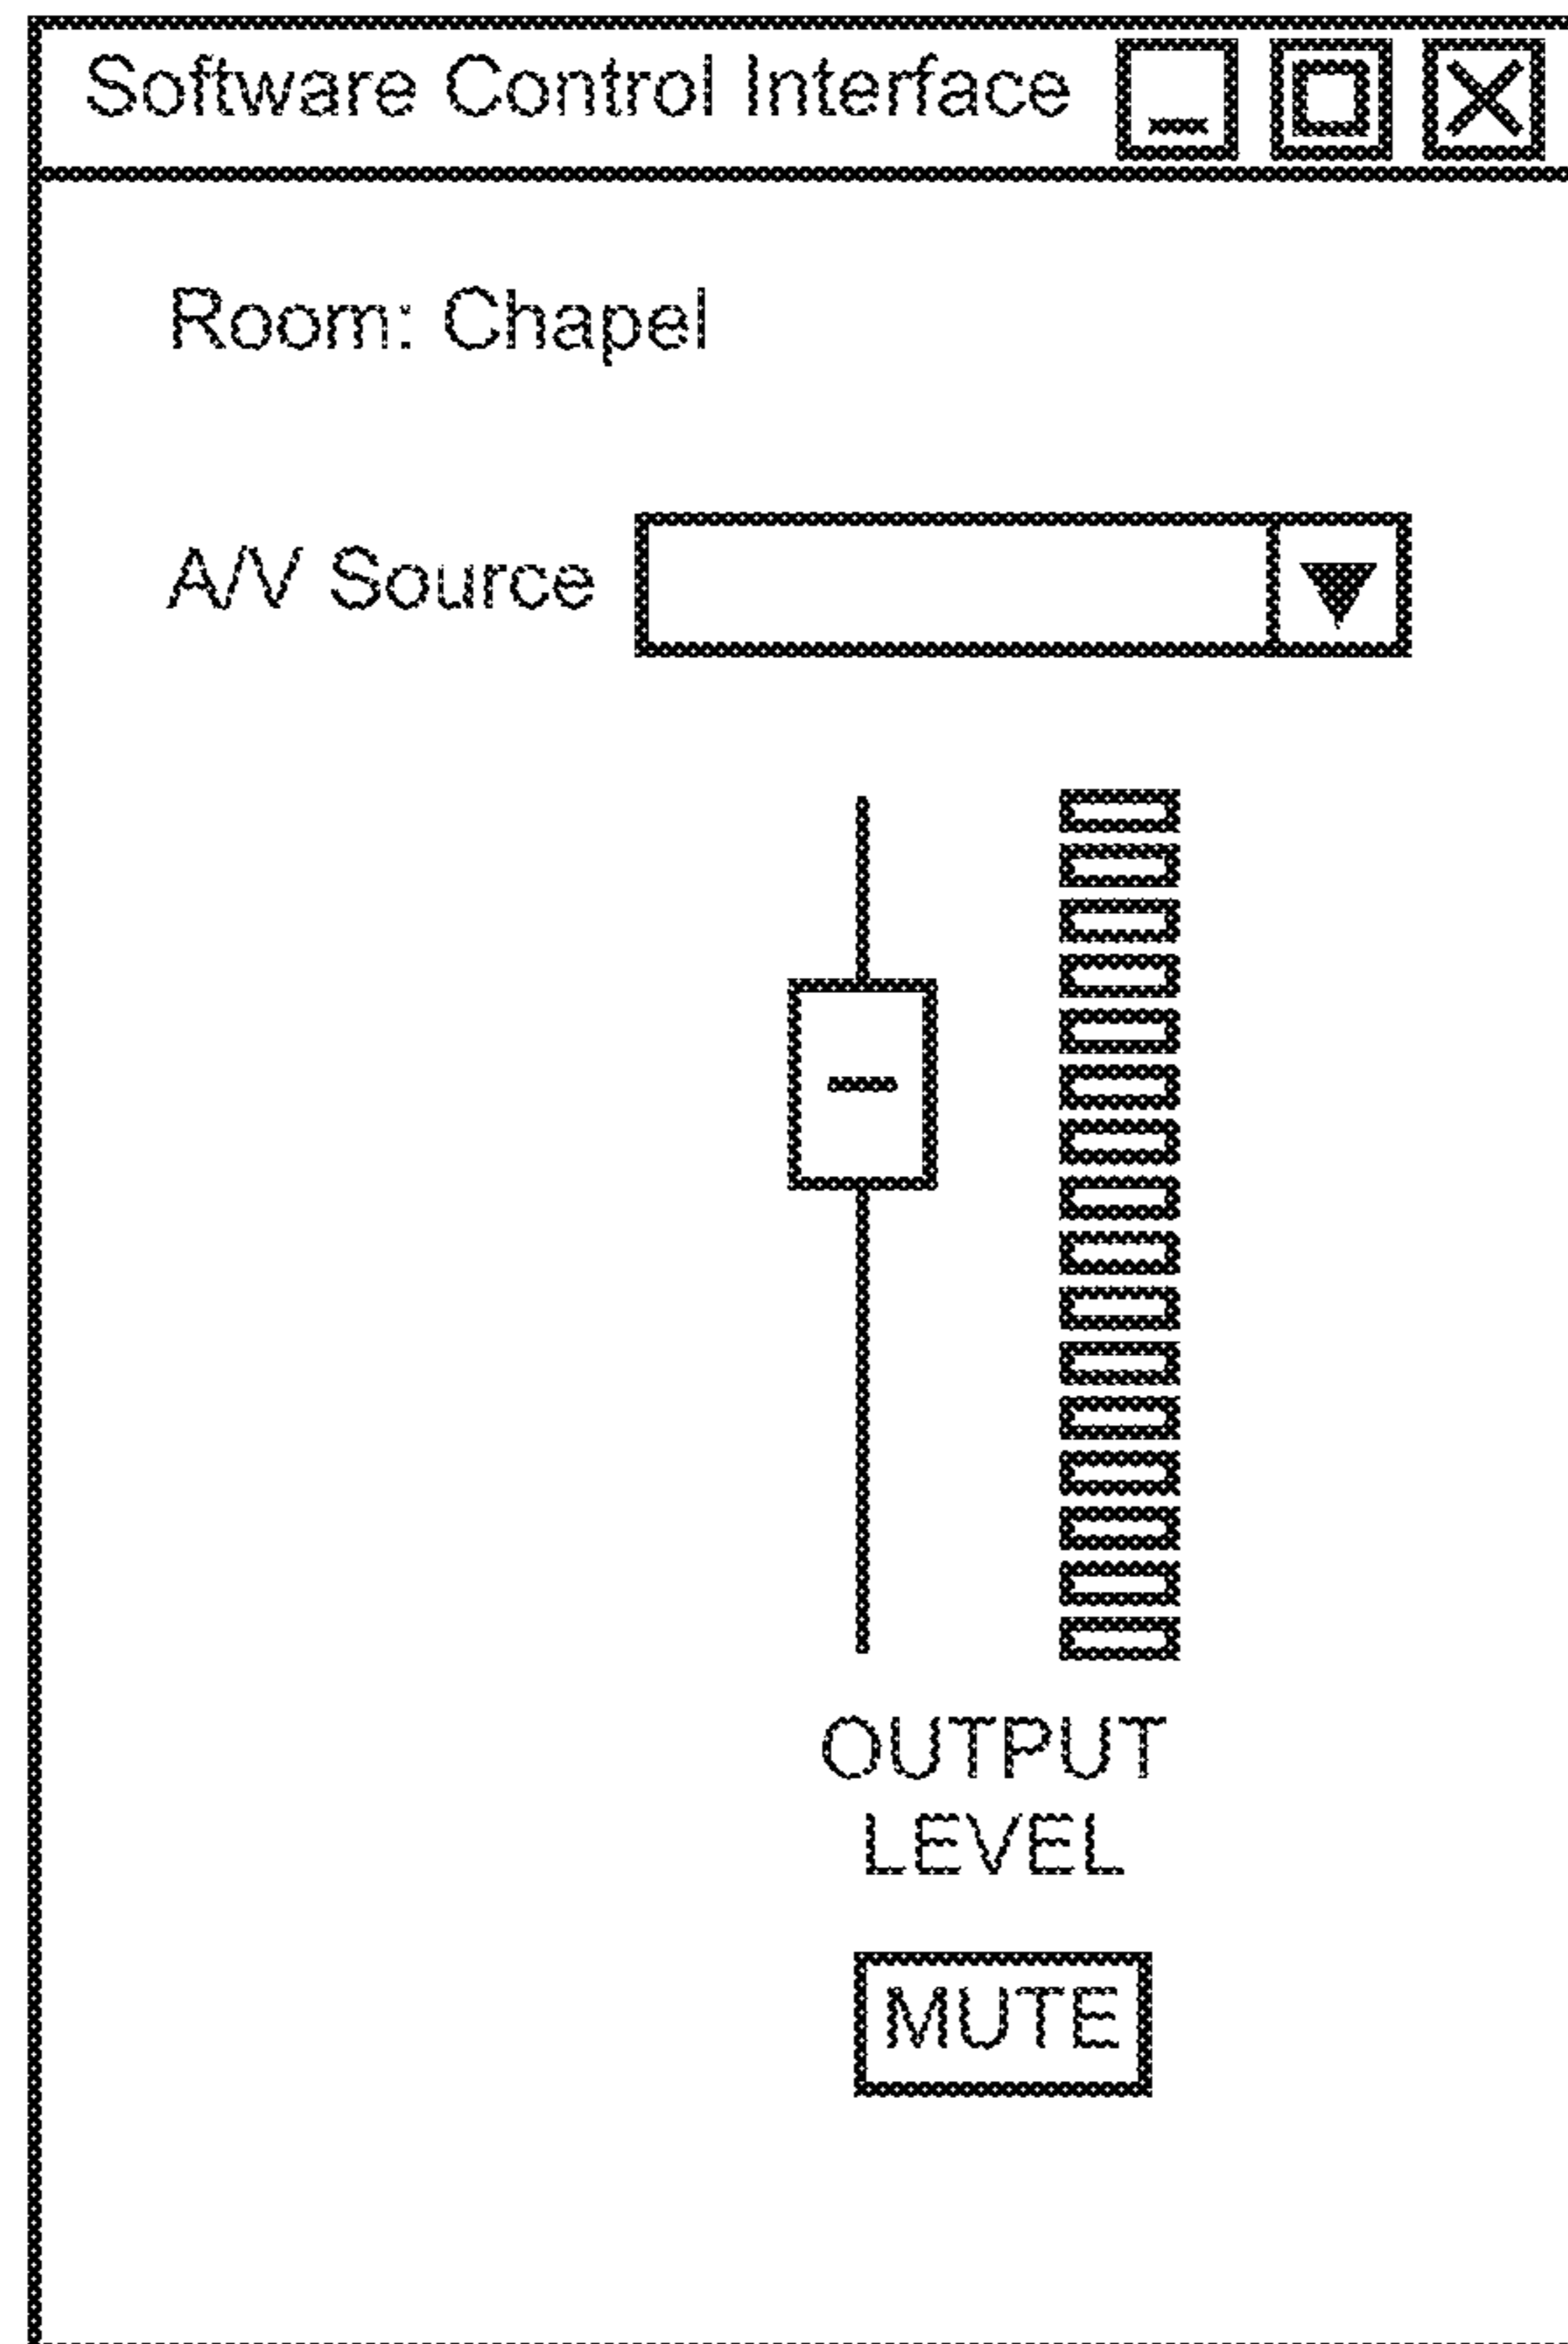 Software Control Interface
Room: Chapel
A/V Source
OUTPUT
LEVEL
MUTE